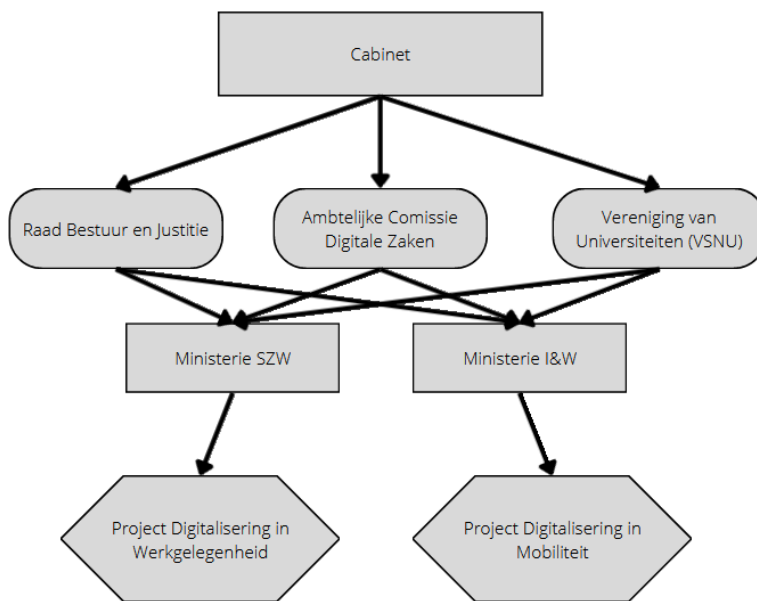 Cabinet
Raad Bestuur en Justitie
Ambtelijke Comissie
Digitale Zaken
Vereniging van
Universiteiten (VSNU)
Ministerie SZW
Ministerie I&W
Project Digitalisering in
Werkgelegenheid
Project Digitalisering in
Mobiliteit